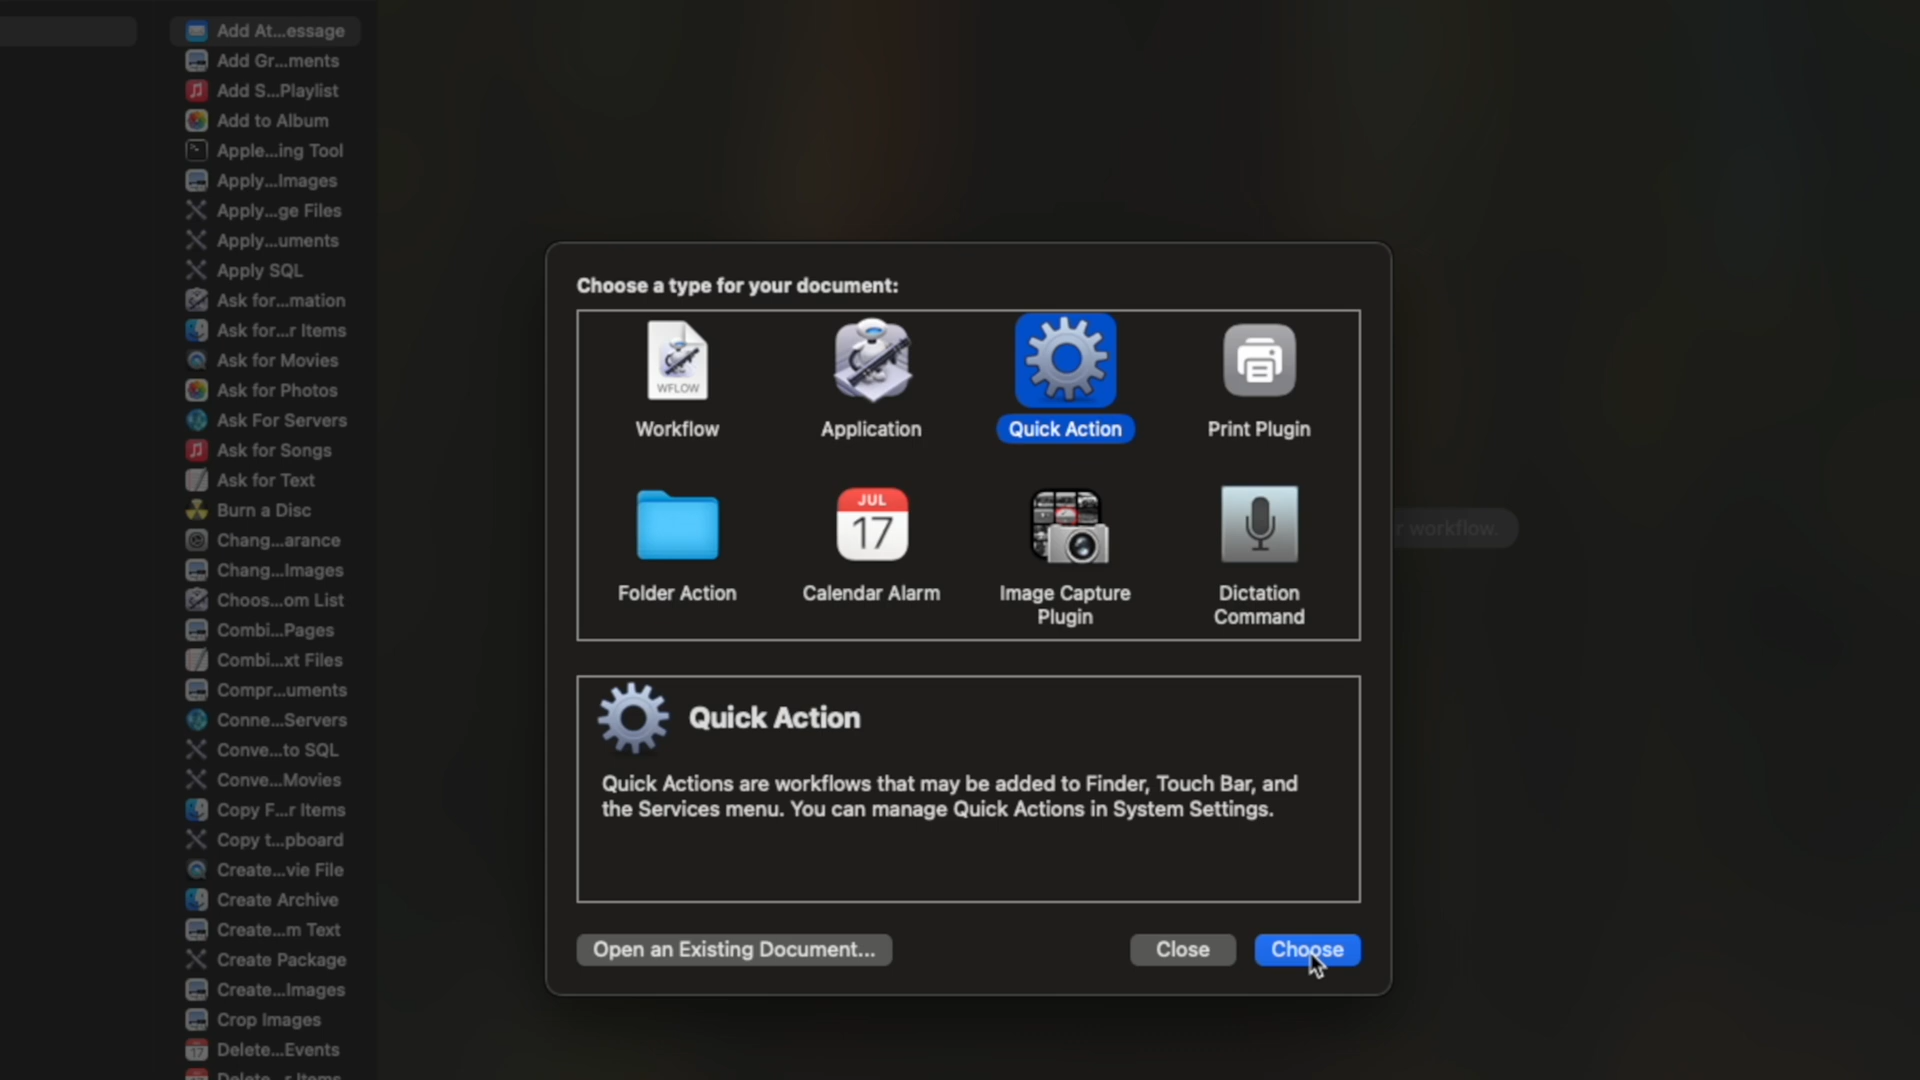 Add At...essage
Add Gr...ments
Add S...Playlist
Add to Album
Apple...ing Tool
Apply...Images
Apply...ge Files
Apply...uments
Apply SQL
Ask for...mation
Ask for...r Items
Ask for Movies
Ask for Photos
Ask For Servers
Ask for Songs
Ask for Text
Burn a Disc
Chang...arance
Chang...Images
Choos...om List
Combi...Pages
Combi...xt Files
Compr...uments
Conne...Servers
Conve...to SQL
Conve...Movies
Copy F...r Items
Copy t...pboard
Create...vie File
Create Archive
Create...m Text
Create Package
Create...Images
Crop Images
Delete...Events
Delete...r Items
Choose a type for your document:
WFLOW
Workflow
Application
Quick Action
Print Plugin
JUL
17
Folder Action
Calendar Alarm
Image Capture
Plugin
Dictation
Command
r workflow.
Quick Action
Quick Actions are workflows that may be added to Finder, Touch Bar, and
the Services menu. You can manage Quick Actions in System Settings.
Open an Existing Document...
Close
Choose